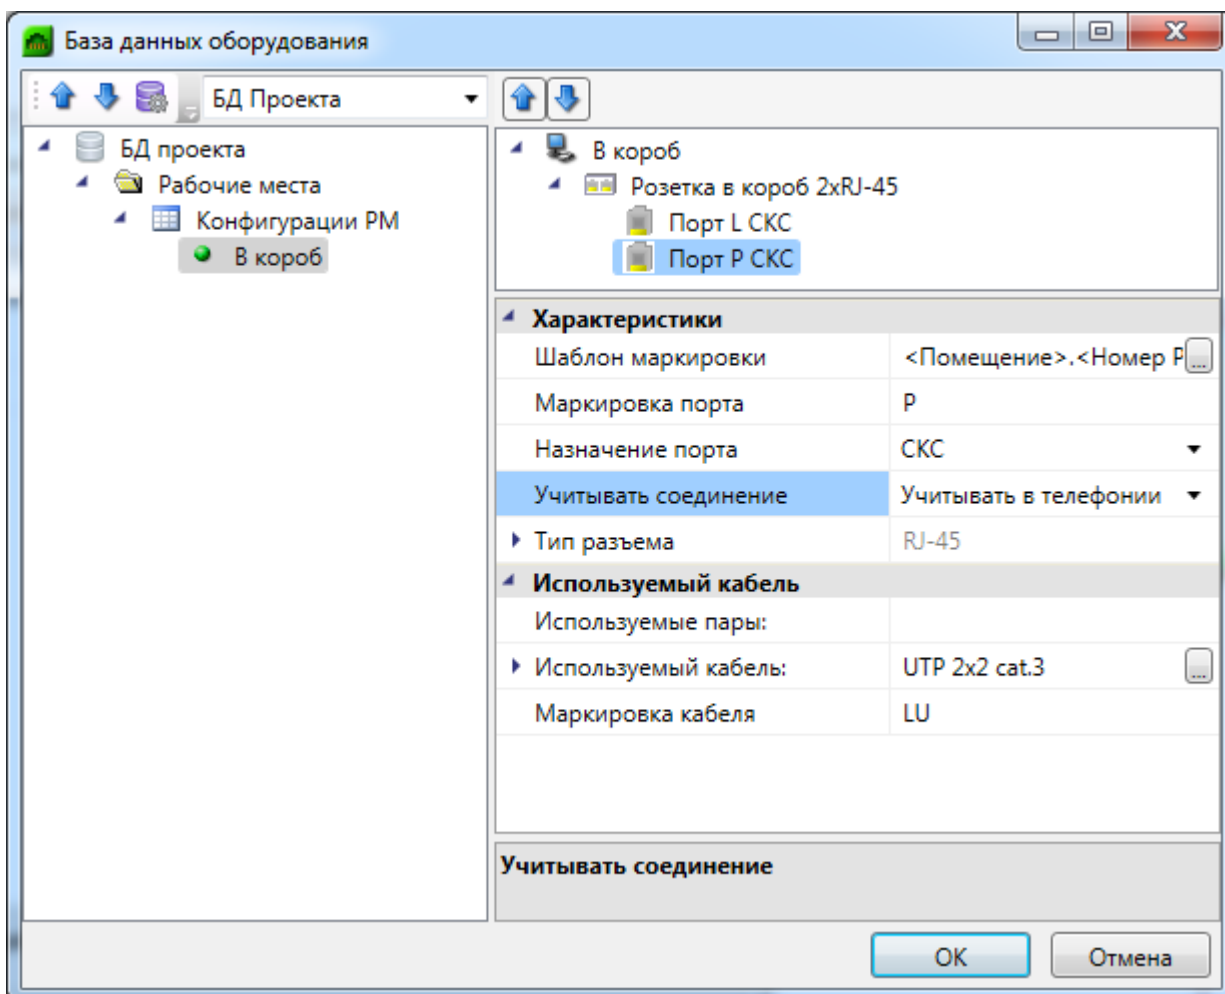 База данных оборудования
БД Проекта
БД проекта
Рабочие места
Конфигурации РМ
В короб
В короб
Розетка в короб 2xRJ-45
Порт L СКС
Порт P СКС
Характеристики
Шаблон маркировки <Помещение>.<Номер Р ...
Маркировка порта P
Назначение порта СКС
Учитывать соединение Учитывать в телефонии
Тип разъема RJ-45
Используемый кабель
Используемые пары:
Используемый кабель: UTP 2x2 cat.3 ...
Маркировка кабеля LU
Учитывать соединение
OK Отмена